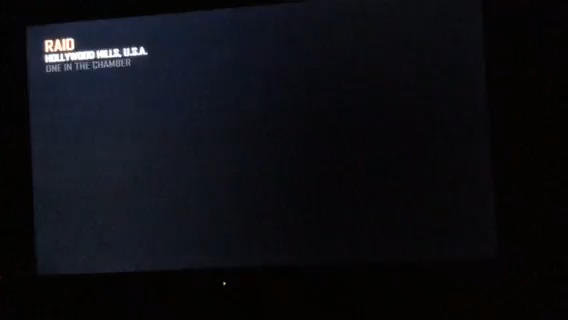 RAID
HOLLYWOOD HILLS, U.S.A.
ONE IN THE CHAMBER